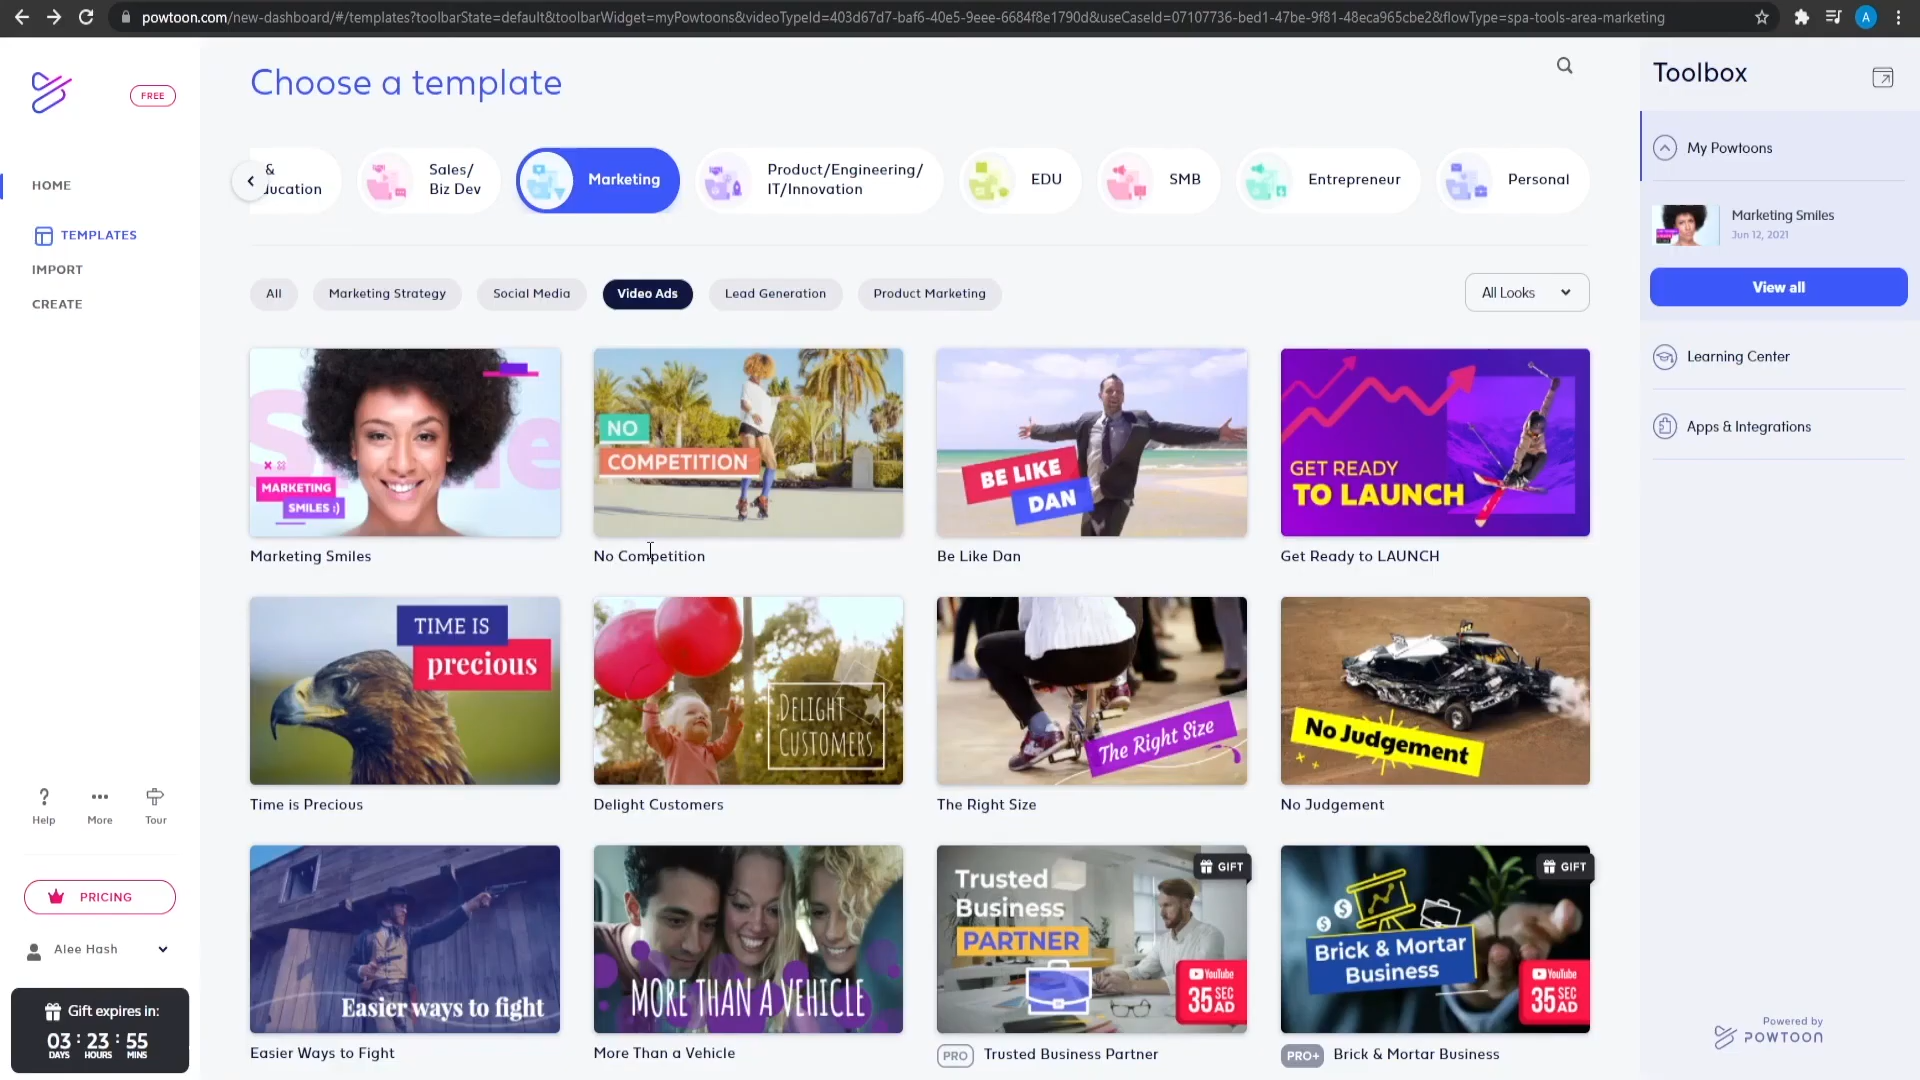 powtoon.com/new-dashboard/#/templates?toolbarState=default&toolbarWidget=myPowtoons&videoTypeId=403d67d7-baf6-40e5-9eee-6684f8e1790d&useCaseId=07107736-bed1-47be-9f81-48eca965cbe2&flowType=spa-tools-area-marketing
A
FREE
HOME
TEMPLATES
IMPORT
CREATE
Help
More
Tour
PRICING
Alee Hash
Gift expires in:
03 : 23 : 55
DAYS HOURS MINS
Choose a template
&
ducation
Sales/
Biz Dev
Marketing
Product/Engineering/
IT/Innovation
EDU
SMB
Entrepreneur
Personal
All
Marketing Strategy
Social Media
Video Ads
Lead Generation
Product Marketing
All Looks
Smile
MARKETING
SMILES :)
Marketing Smiles
NO
COMPETITION
No Competition
BE LIKE
DAN
Be Like Dan
GET READY
TO LAUNCH
Get Ready to LAUNCH
TIME IS
precious
Time is Precious
DELIGHT
CUSTOMERS
Delight Customers
The Right Size
The Right Size
No Judgement
No Judgement
Easier ways to fight
Easier Ways to Fight
MORE THAN A VEHICLE
More Than a Vehicle
GIFT
Trusted
Business
PARTNER
YouTube
35 SEC
AD
PRO
Trusted Business Partner
GIFT
Brick & Mortar
Business
YouTube
35 SEC
AD
PRO+
Brick & Mortar Business
Toolbox
My Powtoons
Marketing Smiles
Jun 12, 2021
View all
Learning Center
Apps & Integrations
Powered by
POWTOON